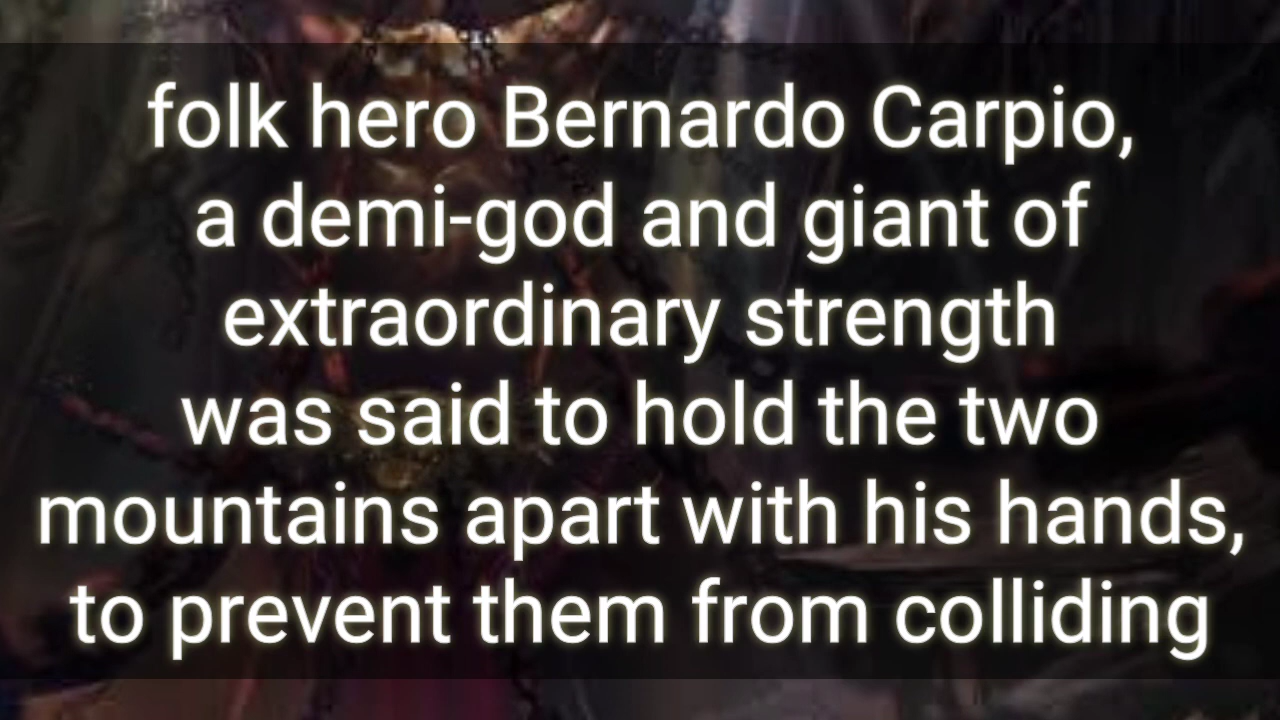 folk hero Bernardo Carpio,
a demi-god and giant of
extraordinary strength
was said to hold the two
mountains apart with his hands,
to prevent them from colliding